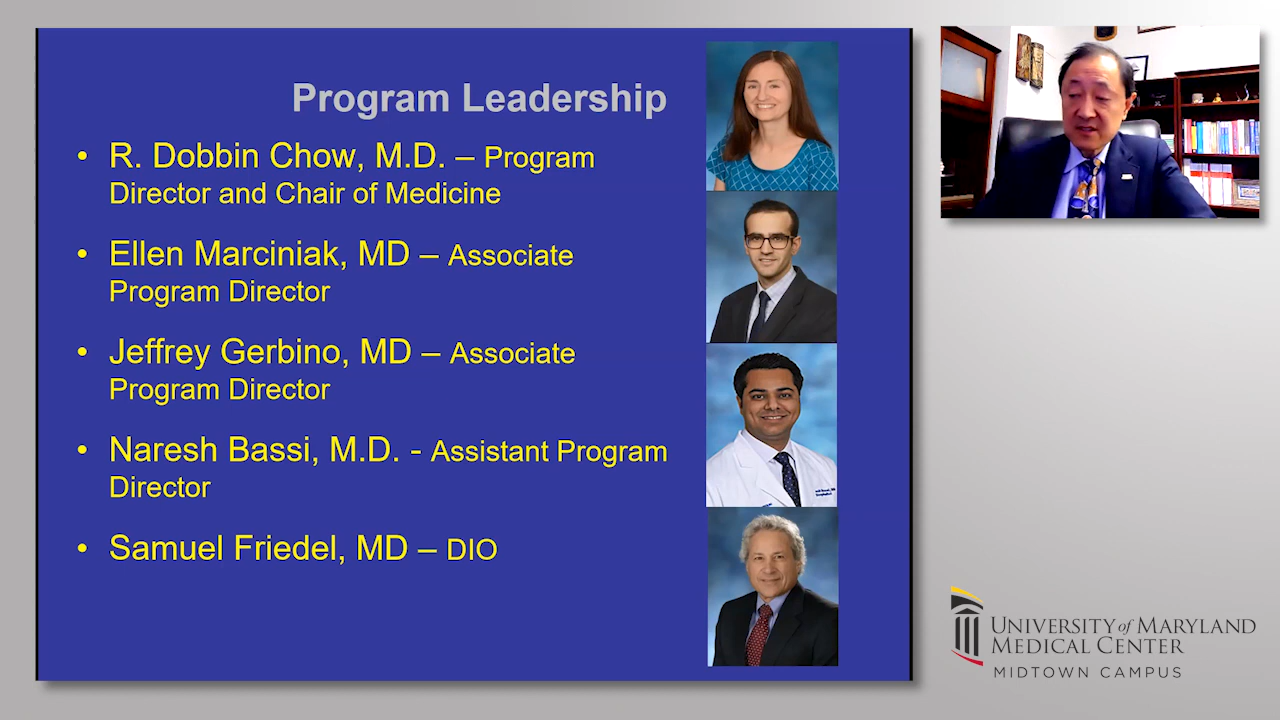 Program Leadership
• R. Dobbin Chow, M.D. – Program
Director and Chair of Medicine
• Ellen Marciniak, MD – Associate
Program Director
• Jeffrey Gerbino, MD – Associate
Program Director
• Naresh Bassi, M.D. - Assistant Program
Director
• Samuel Friedel, MD – DIO
UNIVERSITY of MARYLAND
MEDICAL CENTER
MIDTOWN CAMPUS